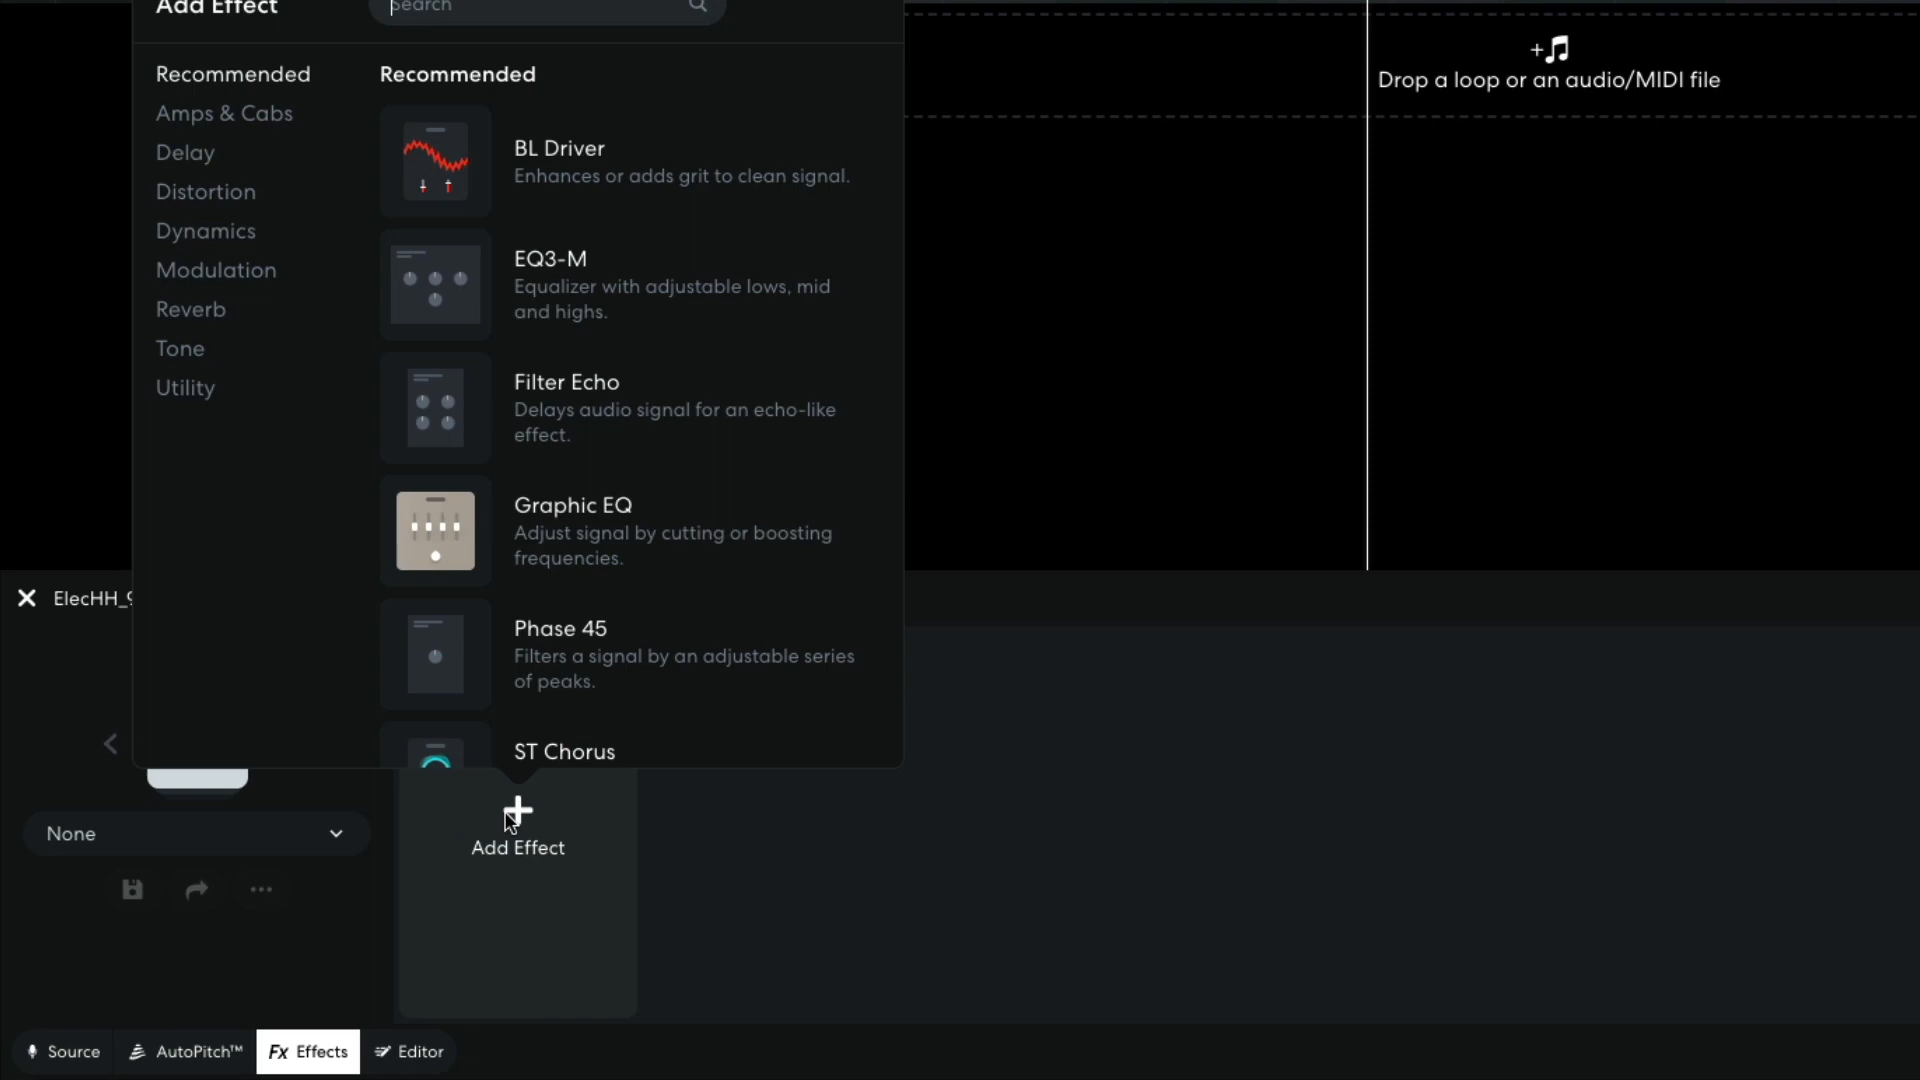 Add Effect
Search
Recommended
Amps & Cabs
Delay
Distortion
Dynamics
Modulation
Reverb
Tone
Utility
Recommended
BL Driver
Enhances or adds grit to clean signal.
EQ3-M
Equalizer with adjustable lows, mid
and highs.
Filter Echo
Delays audio signal for an echo-like
effect.
Graphic EQ
Adjust signal by cutting or boosting
frequencies.
Phase 45
Filters a signal by an adjustable series
of peaks.
ST Chorus
Drop a loop or an audio/MIDI file
ElecHH_9
None
Add Effect
Source
AutoPitch™
Fx Effects
Editor